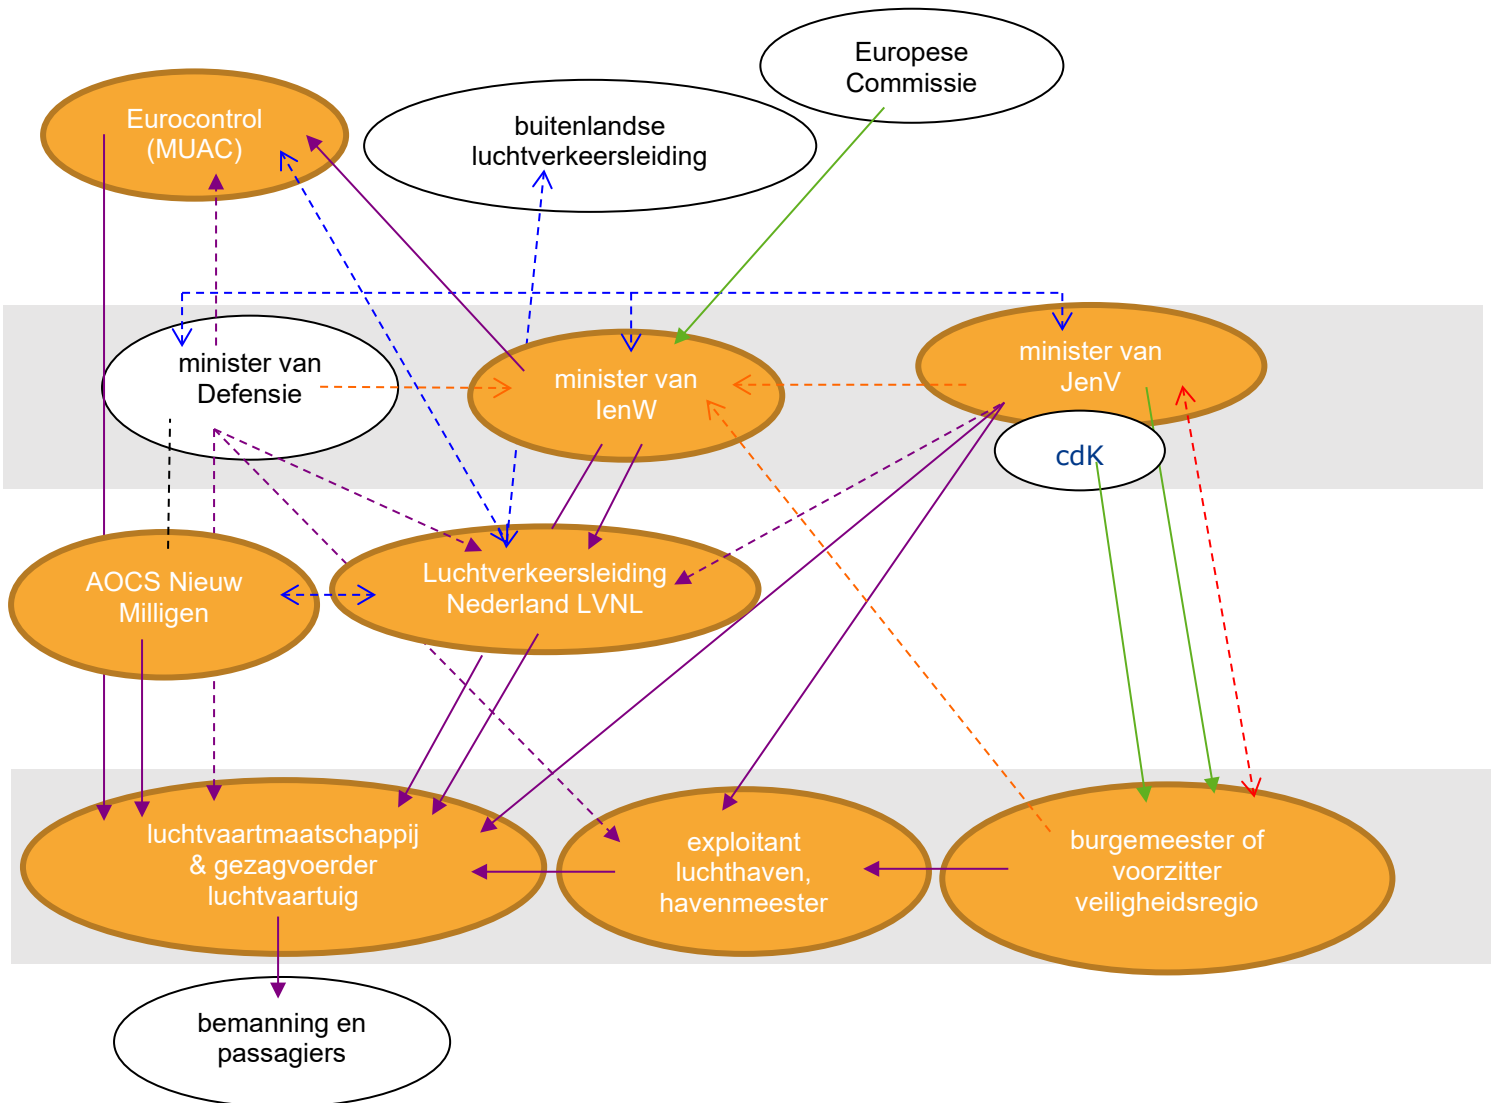 Europese
Commissie
Eurocontrol
(MUAC)
buitenlandse
luchtverkeersleiding
minister van
Defensie
minister van
IenW
minister van
JenV
cdK
AOCS Nieuw
Milligen
Luchtverkeersleiding
Nederland LVNL
luchtvaartmaatschappij
& gezagvoerder
luchtvaartuig
exploitant
luchthaven,
havenmeester
burgemeester of
voorzitter
veiligheidsregio
bemanning en
passagiers